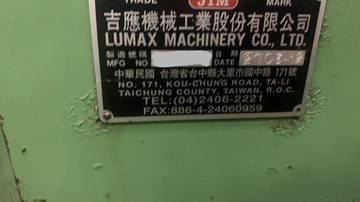 TRADE JIM MARK
吉應機械工業股份有限公司
LUMAX MACHINERY CO., LTD.
製造號碼 日期
MFG NO DATE 2003-12
中華民國 台灣省台中縣大里市國中路 171號
NO. 171, KOU-CHUNG ROAD, TA-LI
TAICHUNG COUNTY, TAIWAN, R.O.C.
TEL:(04)2406-2221
FAX:886-4-24060959